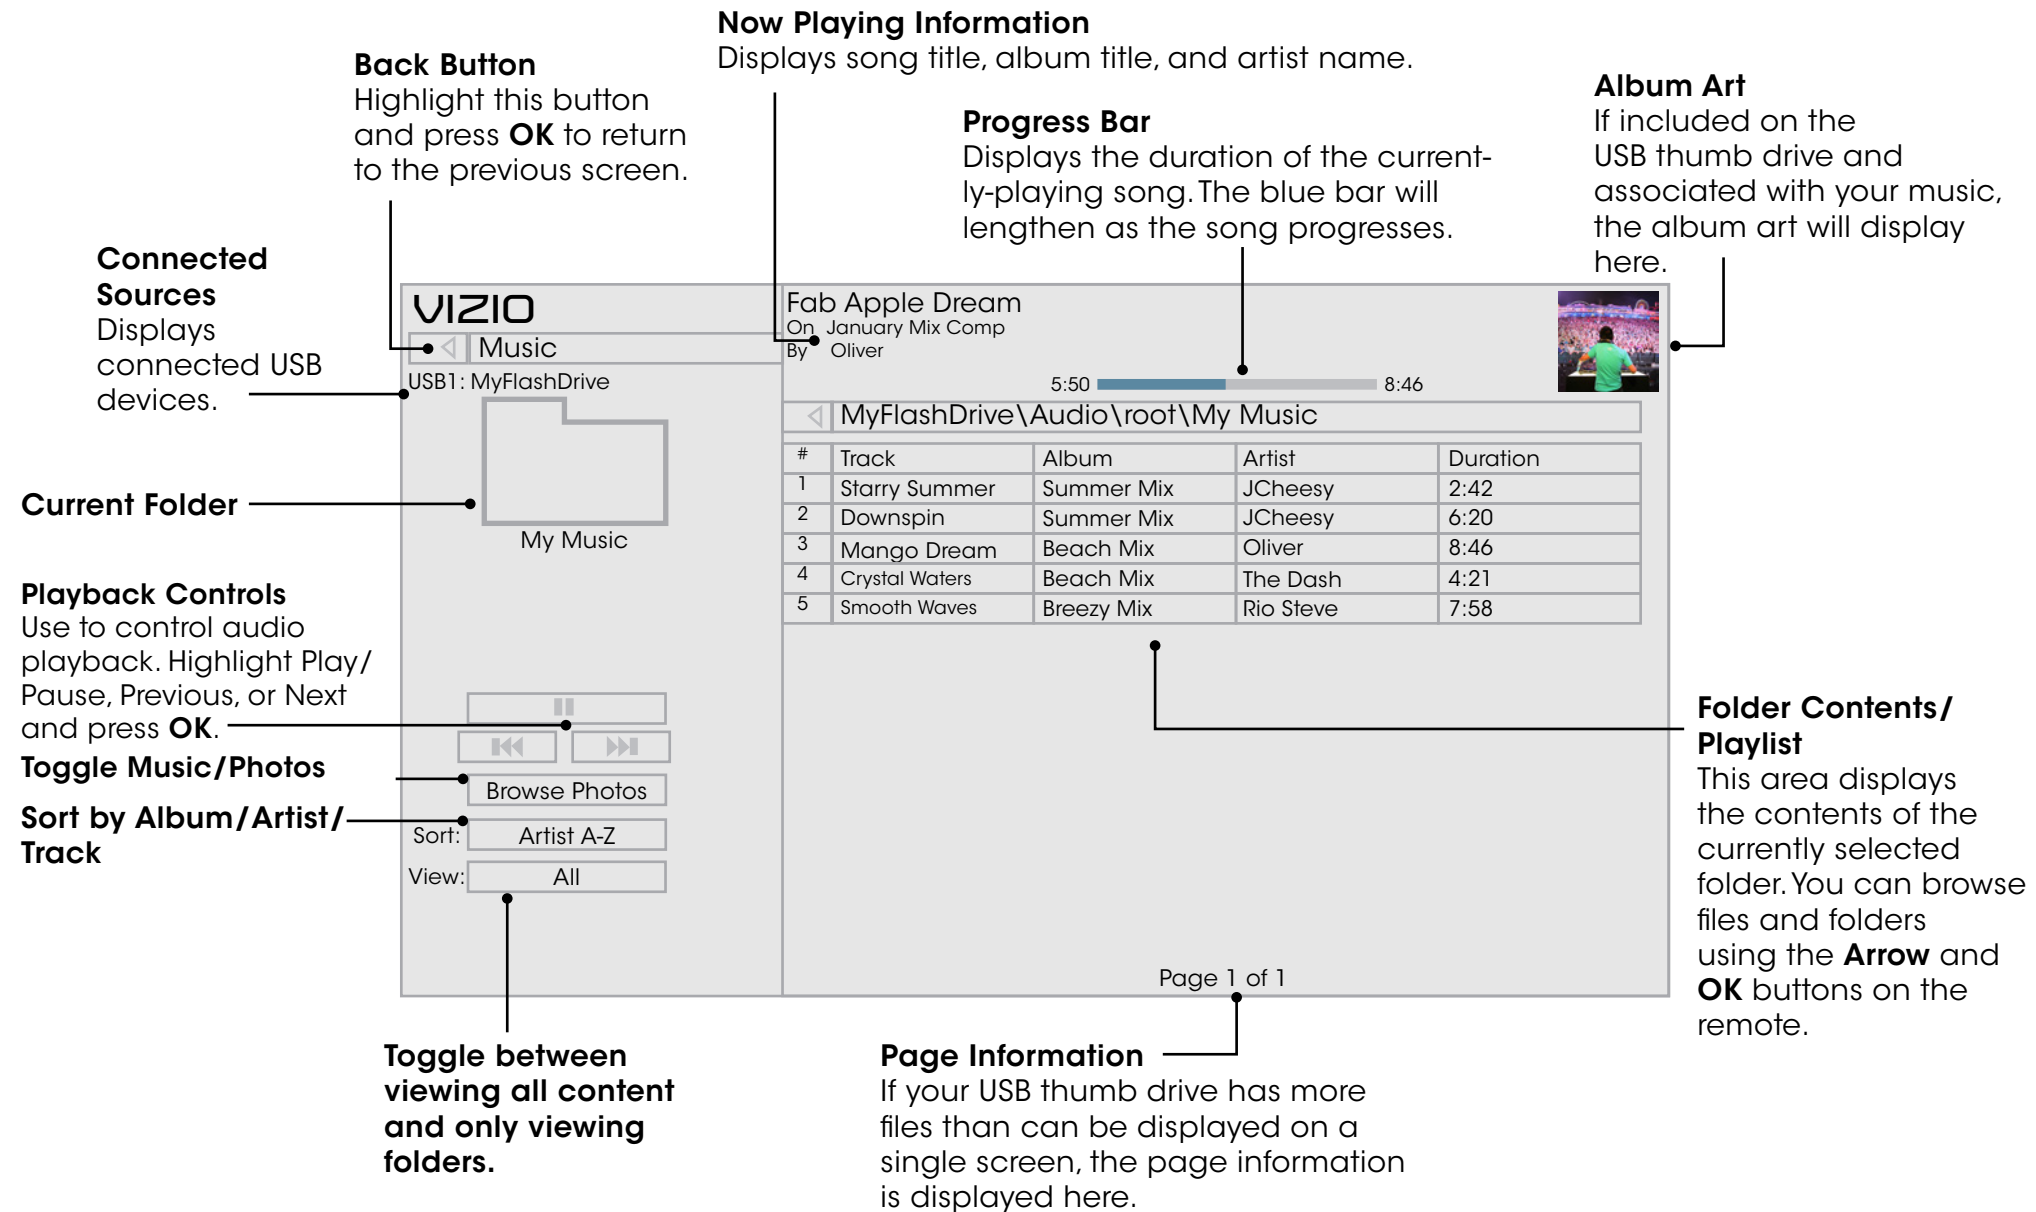 Now Playing Information
Displays song title, album title, and artist name.
Back Button
Highlight this button
and press OK to return
to the previous screen.
Progress Bar
Displays the duration of the current-
ly-playing song. The blue bar will
lengthen as the song progresses.
Album Art
If included on the
USB thumb drive and
associated with your music,
the album art will display
here.
Connected
Sources
Displays
connected USB
devices.
Current Folder
Playback Controls
Use to control audio
playback. Highlight Play/
Pause, Previous, or Next
and press OK.
Toggle Music/Photos
Sort by Album/Artist/
Track
VIZIO
Music
USB1: MyFlashDrive
My Music
Browse Photos
Sort: Artist A-Z
View: All
Fab Apple Dream
On January Mix Comp
By Oliver
5:50 8:46
MyFlashDrive\Audio\root\My Music
# Track Album Artist Duration
1 Starry Summer Summer Mix JCheesy 2:42
2 Downspin Summer Mix JCheesy 6:20
3 Mango Dream Beach Mix Oliver 8:46
4 Crystal Waters Beach Mix The Dash 4:21
5 Smooth Waves Breezy Mix Rio Steve 7:58
Page 1 of 1
Folder Contents/
Playlist
This area displays
the contents of the
currently selected
folder. You can browse
files and folders
using the Arrow and
OK buttons on the
remote.
Toggle between
viewing all content
and only viewing
folders.
Page Information
If your USB thumb drive has more
files than can be displayed on a
single screen, the page information
is displayed here.